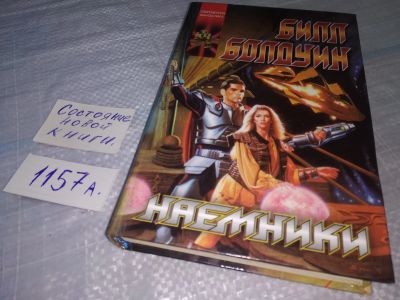 БИЛЛ
БОЛДУИН
НАЕМНИКИ
Состояние
новой
книги.
1157А.